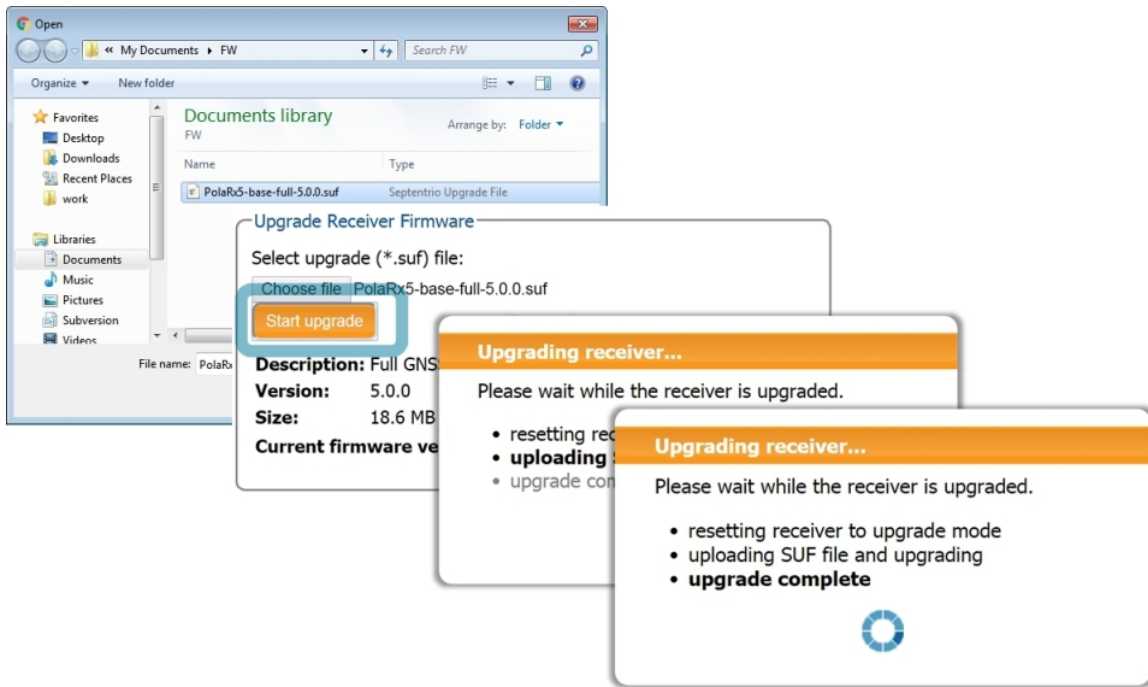 Open
« My Documents FW
Search FW
Organize New folder
Favorites
Desktop
Downloads
Recent Places
work
Libraries
Documents
Music
Pictures
Subversion
Videos
Documents library
FW
Arrange by: Folder
Name Type
PolaRx5-base-full-5.0.0.suf Septentrio Upgrade File
File name:
Upgrade Receiver Firmware
Select upgrade (*.suf) file:
Choose file PolaRx5-base-full-5.0.0.suf
Start upgrade
Description: Full
Version: 5.0.0
Size: 18.6 MB
Current firmware
Upgrading receiver...
Please wait while the receiver is upgraded.
• resetting
• uploading
• upgrade
Upgrading receiver...
Please wait while the receiver is upgraded.
• resetting receiver to upgrade mode
• uploading SUF file and upgrading
• upgrade complete